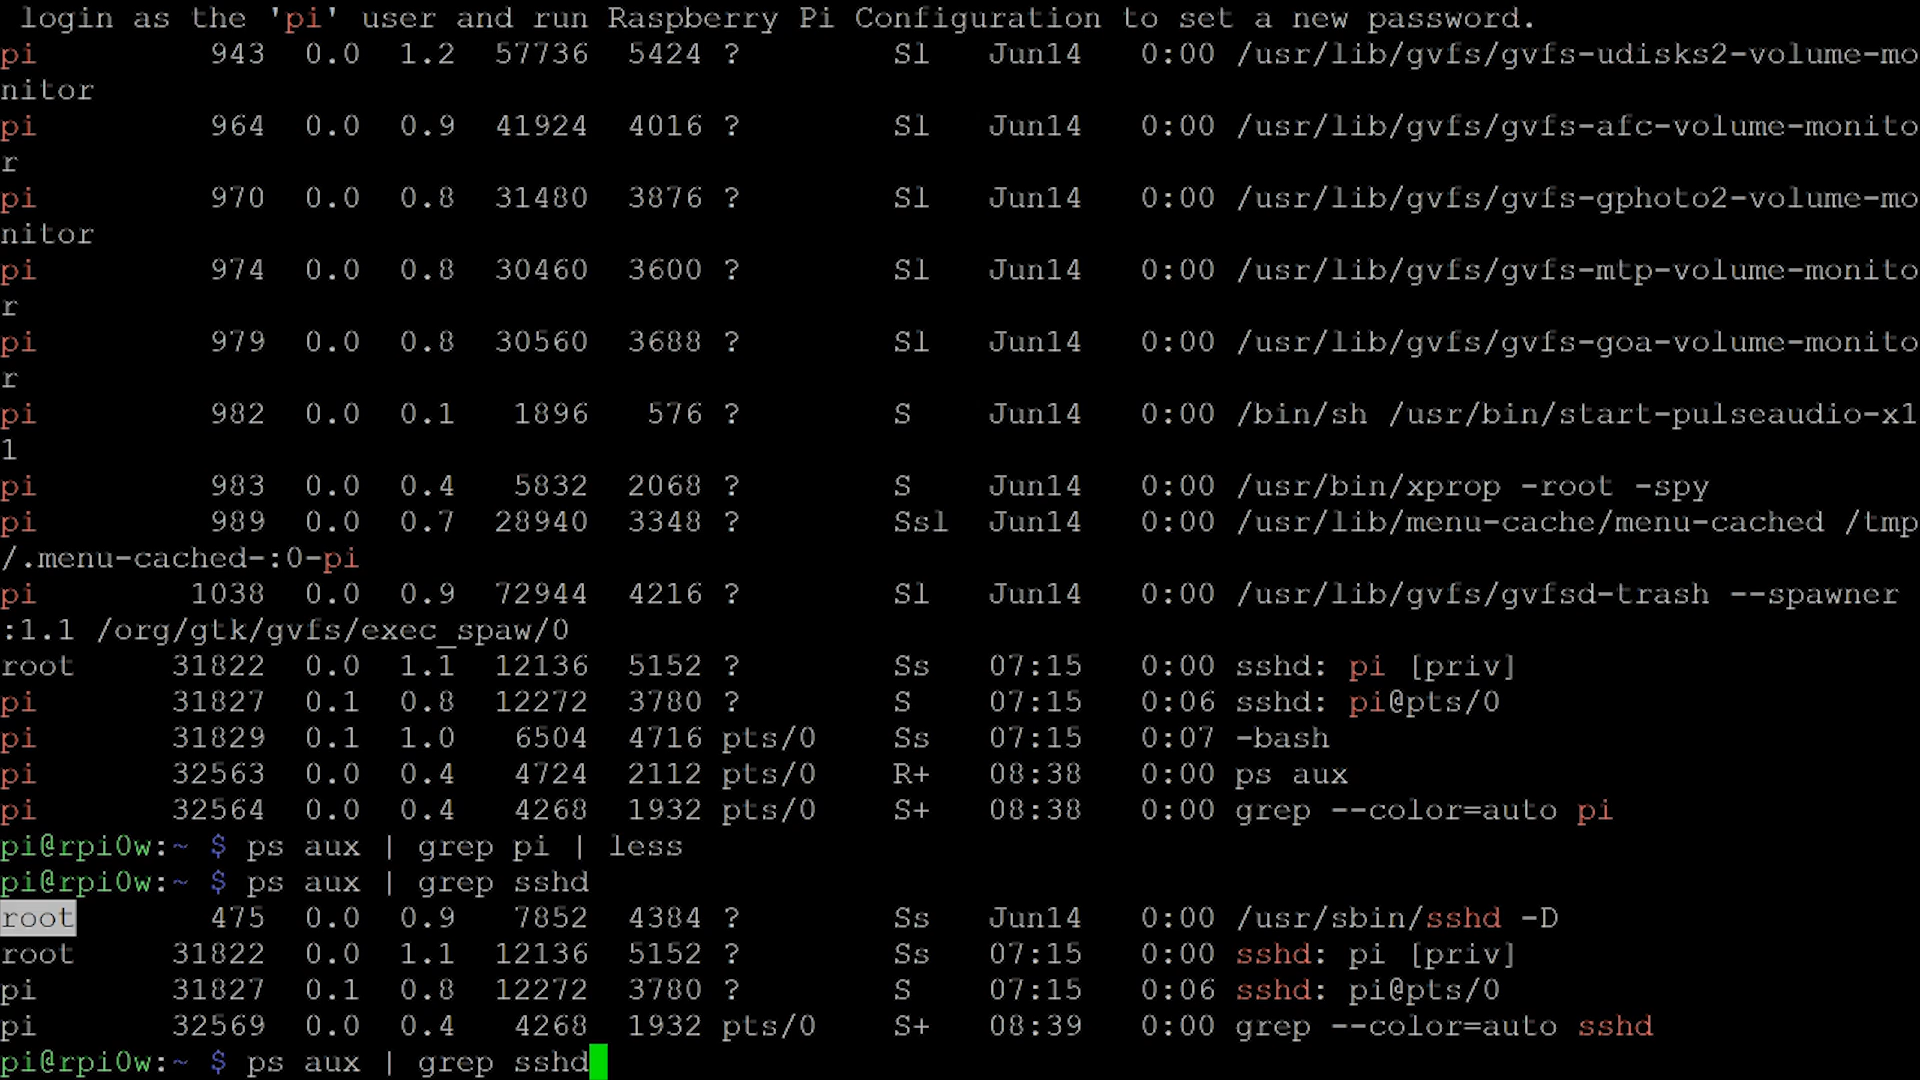 login as the 'pi' user and run Raspberry Pi Configuration to set a new password.
pi 943 0.0 1.2 57736 5424 ? Sl Jun14 0:00 /usr/lib/gvfs/gvfs-udisks2-volume-mo
nitor
pi 964 0.0 0.9 41924 4016 ? Sl Jun14 0:00 /usr/lib/gvfs/gvfs-afc-volume-monito
r
pi 970 0.0 0.8 31480 3876 ? Sl Jun14 0:00 /usr/lib/gvfs/gvfs-gphoto2-volume-mo
nitor
pi 974 0.0 0.8 30460 3600 ? Sl Jun14 0:00 /usr/lib/gvfs/gvfs-mtp-volume-monito
r
pi 979 0.0 0.8 30560 3688 ? Sl Jun14 0:00 /usr/lib/gvfs/gvfs-goa-volume-monito
r
pi 982 0.0 0.1 1896 576 ? S Jun14 0:00 /bin/sh /usr/bin/start-pulseaudio-x1
1
pi 983 0.0 0.4 5832 2068 ? S Jun14 0:00 /usr/bin/xprop -root -spy
pi 989 0.0 0.7 28940 3348 ? Ssl Jun14 0:00 /usr/lib/menu-cache/menu-cached /tmp
/.menu-cached-:0-pi
pi 1038 0.0 0.9 72944 4216 ? Sl Jun14 0:00 /usr/lib/gvfs/gvfsd-trash --spawner
:1.1 /org/gtk/gvfs/exec_spaw/0
root 31822 0.0 1.1 12136 5152 ? Ss 07:15 0:00 sshd: pi [priv]
pi 31827 0.1 0.8 12272 3780 ? S 07:15 0:06 sshd: pi@pts/0
pi 31829 0.1 1.0 6504 4716 pts/0 Ss 07:15 0:07 -bash
pi 32563 0.0 0.4 4724 2112 pts/0 R+ 08:38 0:00 ps aux
pi 32564 0.0 0.4 4268 1932 pts/0 S+ 08:38 0:00 grep --color=auto pi
pi@rpi0w:~ $ ps aux | grep pi | less
pi@rpi0w:~ $ ps aux | grep sshd
root 475 0.0 0.9 7852 4384 ? Ss Jun14 0:00 /usr/sbin/sshd -D
root 31822 0.0 1.1 12136 5152 ? Ss 07:15 0:00 sshd: pi [priv]
pi 31827 0.1 0.8 12272 3780 ? S 07:15 0:06 sshd: pi@pts/0
pi 32569 0.0 0.4 4268 1932 pts/0 S+ 08:39 0:00 grep --color=auto sshd
pi@rpi0w:~ $ ps aux | grep sshd